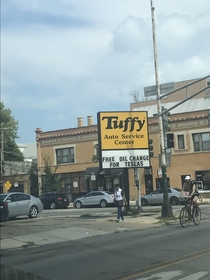 Tuffy
Auto Service
Center
FREE OIL CHANGE
FOR TESLAS